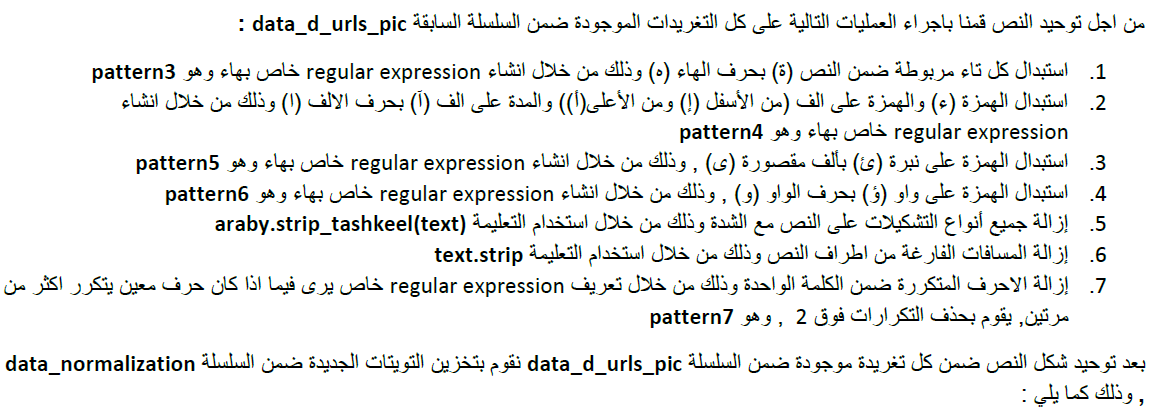 من اجل توحيد النص قمنا باجراء العمليات التالية على كل التغريدات الموجودة ضمن السلسلة السابقة data_d_urls_pic :
1. استبدال كل تاء مربوطة ضمن النص (ة) بحرف الهاء (ه) وذلك من خلال انشاء regular expression خاص بهاء وهو pattern3
2. استبدال الهمزة (ء) والهمزة على الف (من الأسفل (إ) ومن الأعلى(أ)) والمدة على الف (آ) بحرف الالف (ا) وذلك من خلال انشاء
regular expression خاص بهاء وهو pattern4
3. استبدال الهمزة على نبرة (ئ) بألف مقصورة (ى) , وذلك من خلال انشاء regular expression خاص بهاء وهو pattern5
4. استبدال الهمزة على واو (ؤ) بحرف الواو (و) , وذلك من خلال انشاء regular expression خاص بهاء وهو pattern6
5. إزالة جميع أنواع التشكيلات على النص مع الشدة وذلك من خلال استخدام التعليمة araby.strip_tashkeel(text)
6. إزالة المسافات الفارغة من اطراف النص وذلك من خلال استخدام التعليمة text.strip
7. إزالة الاحرف المتكررة ضمن الكلمة الواحدة وذلك من خلال تعريف regular expression خاص يرى فيما اذا كان حرف معين يتكرر اكثر من
مرتين, يقوم بحذف التكرارات فوق 2 , وهو pattern7
بعد توحيد شكل النص ضمن كل تغريدة موجودة ضمن السلسلة data_d_urls_pic نقوم بتخزين التويتات الجديدة ضمن السلسلة data_normalization
, وذلك كما يلي :